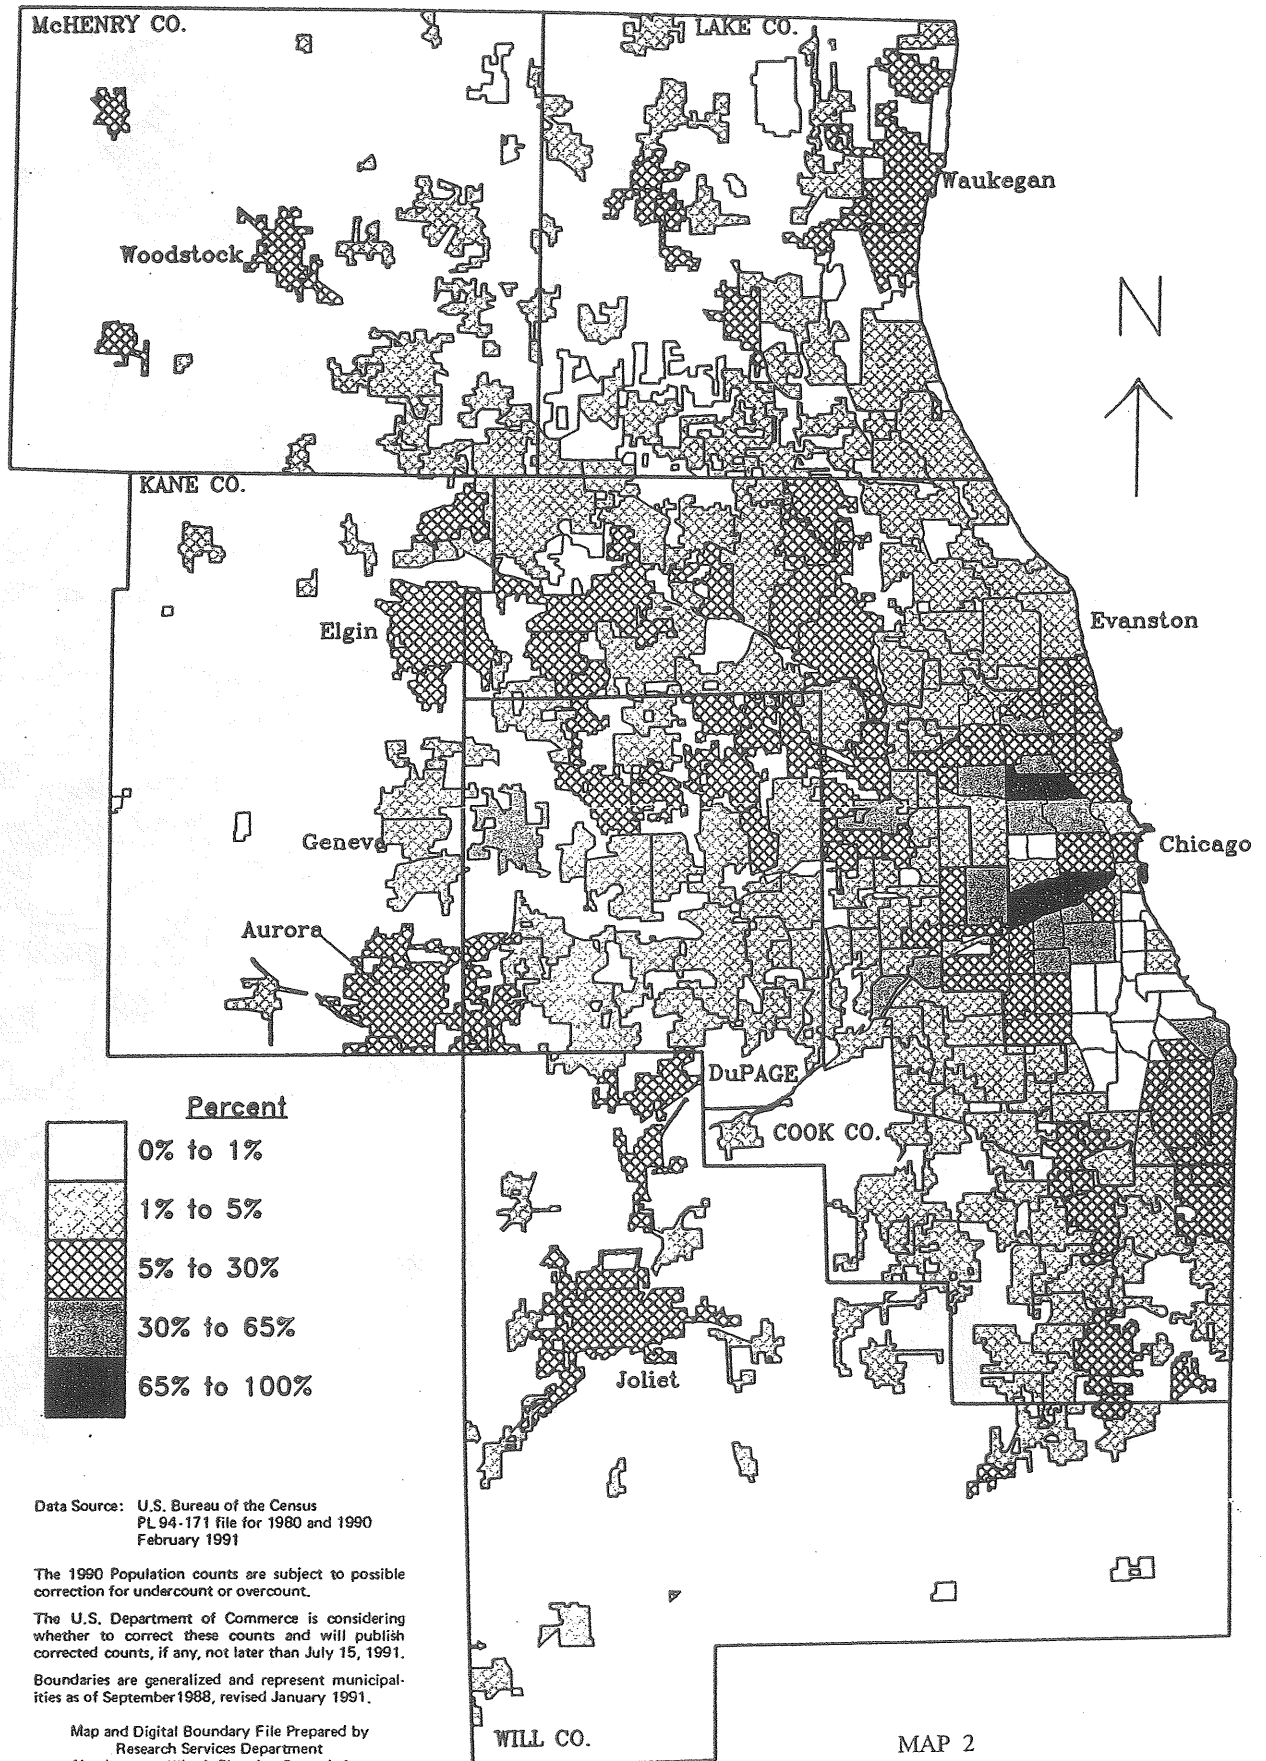 McHENRY CO.
LAKE CO.
Waukegan
Woodstock
N
KANE CO.
Elgin
Evanston
Geneva
Chicago
Aurora
DuPAGE
COOK CO.
Percent
0% to 1%
1% to 5%
5% to 30%
30% to 65%
65% to 100%
Joliet
Data Source: U.S. Bureau of the Census
PL 94-171 file for 1980 and 1990
February 1991
The 1990 Population counts are subject to possible
correction for undercount or overcount.
The U.S. Department of Commerce is considering
whether to correct these counts and will publish
corrected counts, if any, not later than July 15, 1991.
Boundaries are generalized and represent municipal-
ities as of September 1988, revised January 1991.
Map and Digital Boundary File Prepared by
Research Services Department
WILL CO.
MAP 2